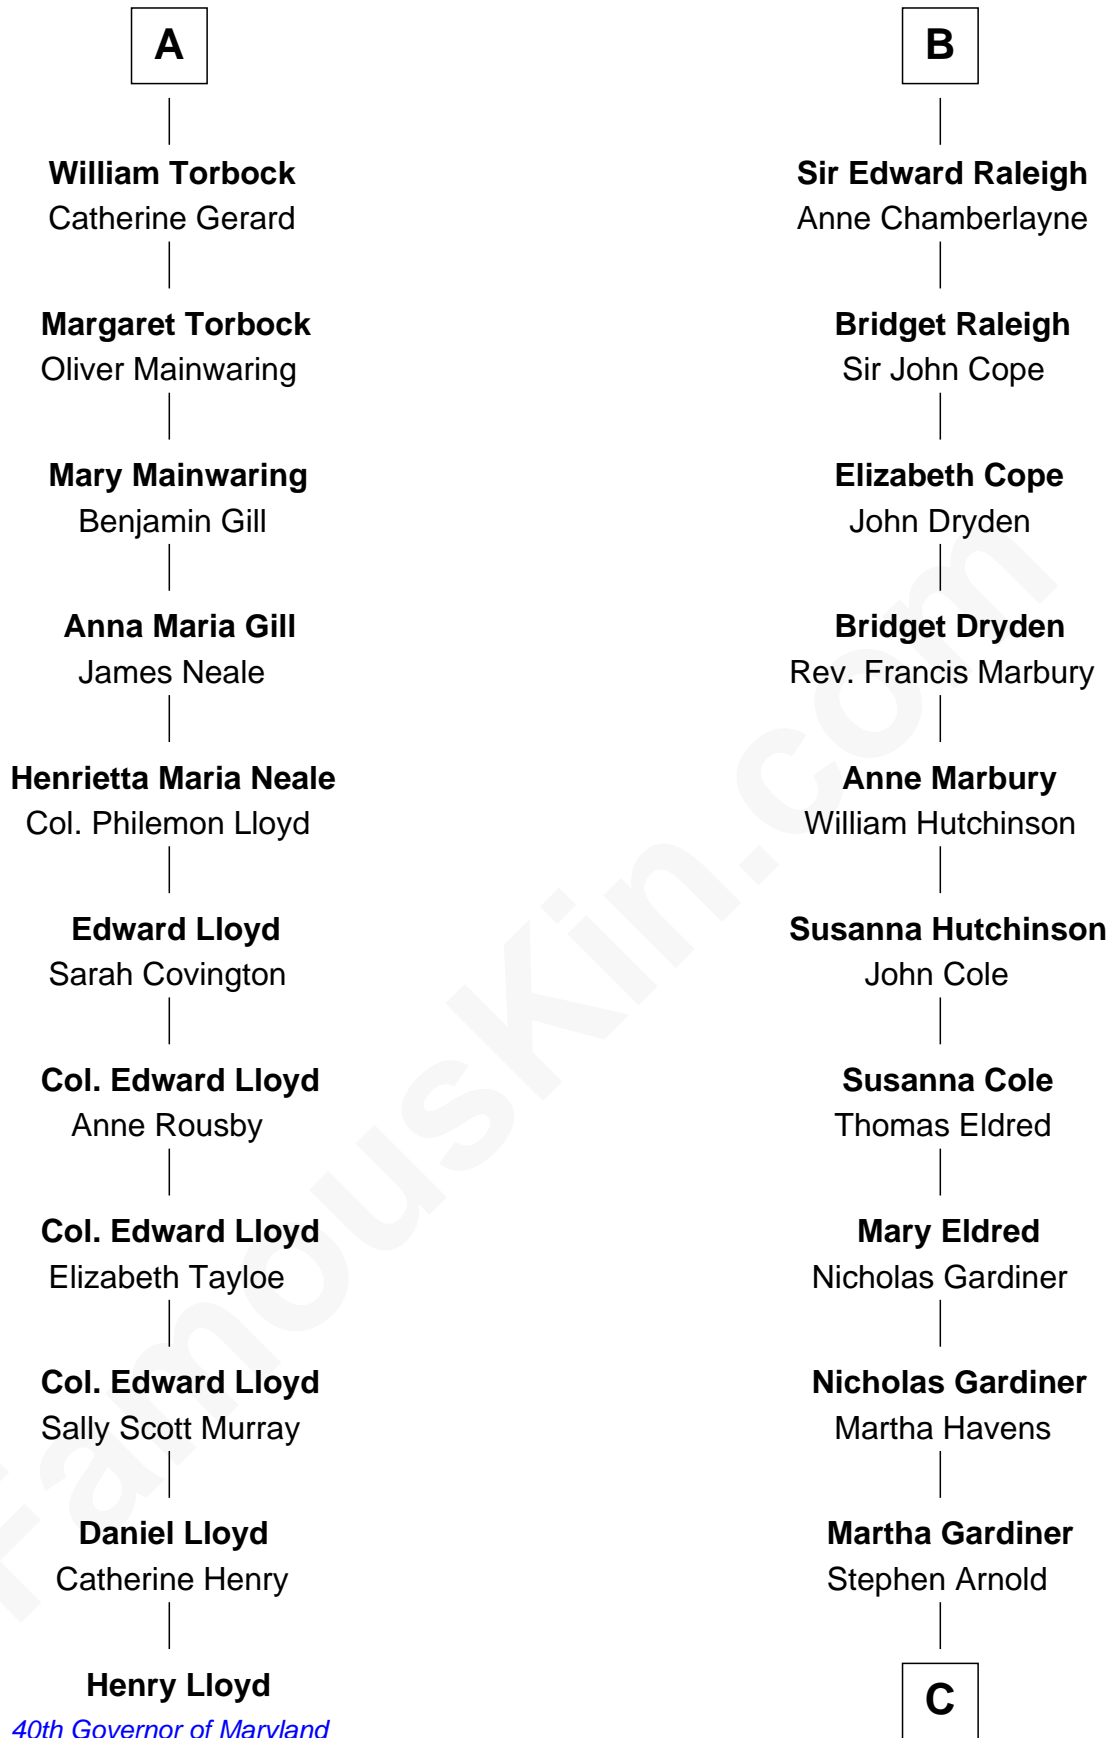 A
William Torbock
Catherine Gerard
Margaret Torbock
Oliver Mainwaring
Mary Mainwaring
Benjamin Gill
Anna Maria Gill
James Neale
Henrietta Maria Neale
Col. Philemon Lloyd
Edward Lloyd
Sarah Covington
Col. Edward Lloyd
Anne Rousby
Col. Edward Lloyd
Elizabeth Tayloe
Col. Edward Lloyd
Sally Scott Murray
Daniel Lloyd
Catherine Henry
Henry Lloyd
40th Governor of Maryland
B
Sir Edward Raleigh
Anne Chamberlayne
Bridget Raleigh
Sir John Cope
Elizabeth Cope
John Dryden
Bridget Dryden
Rev. Francis Marbury
Anne Marbury
William Hutchinson
Susanna Hutchinson
John Cole
Susanna Cole
Thomas Eldred
Mary Eldred
Nicholas Gardiner
Nicholas Gardiner
Martha Havens
Martha Gardiner
Stephen Arnold
C
FamousKin.com